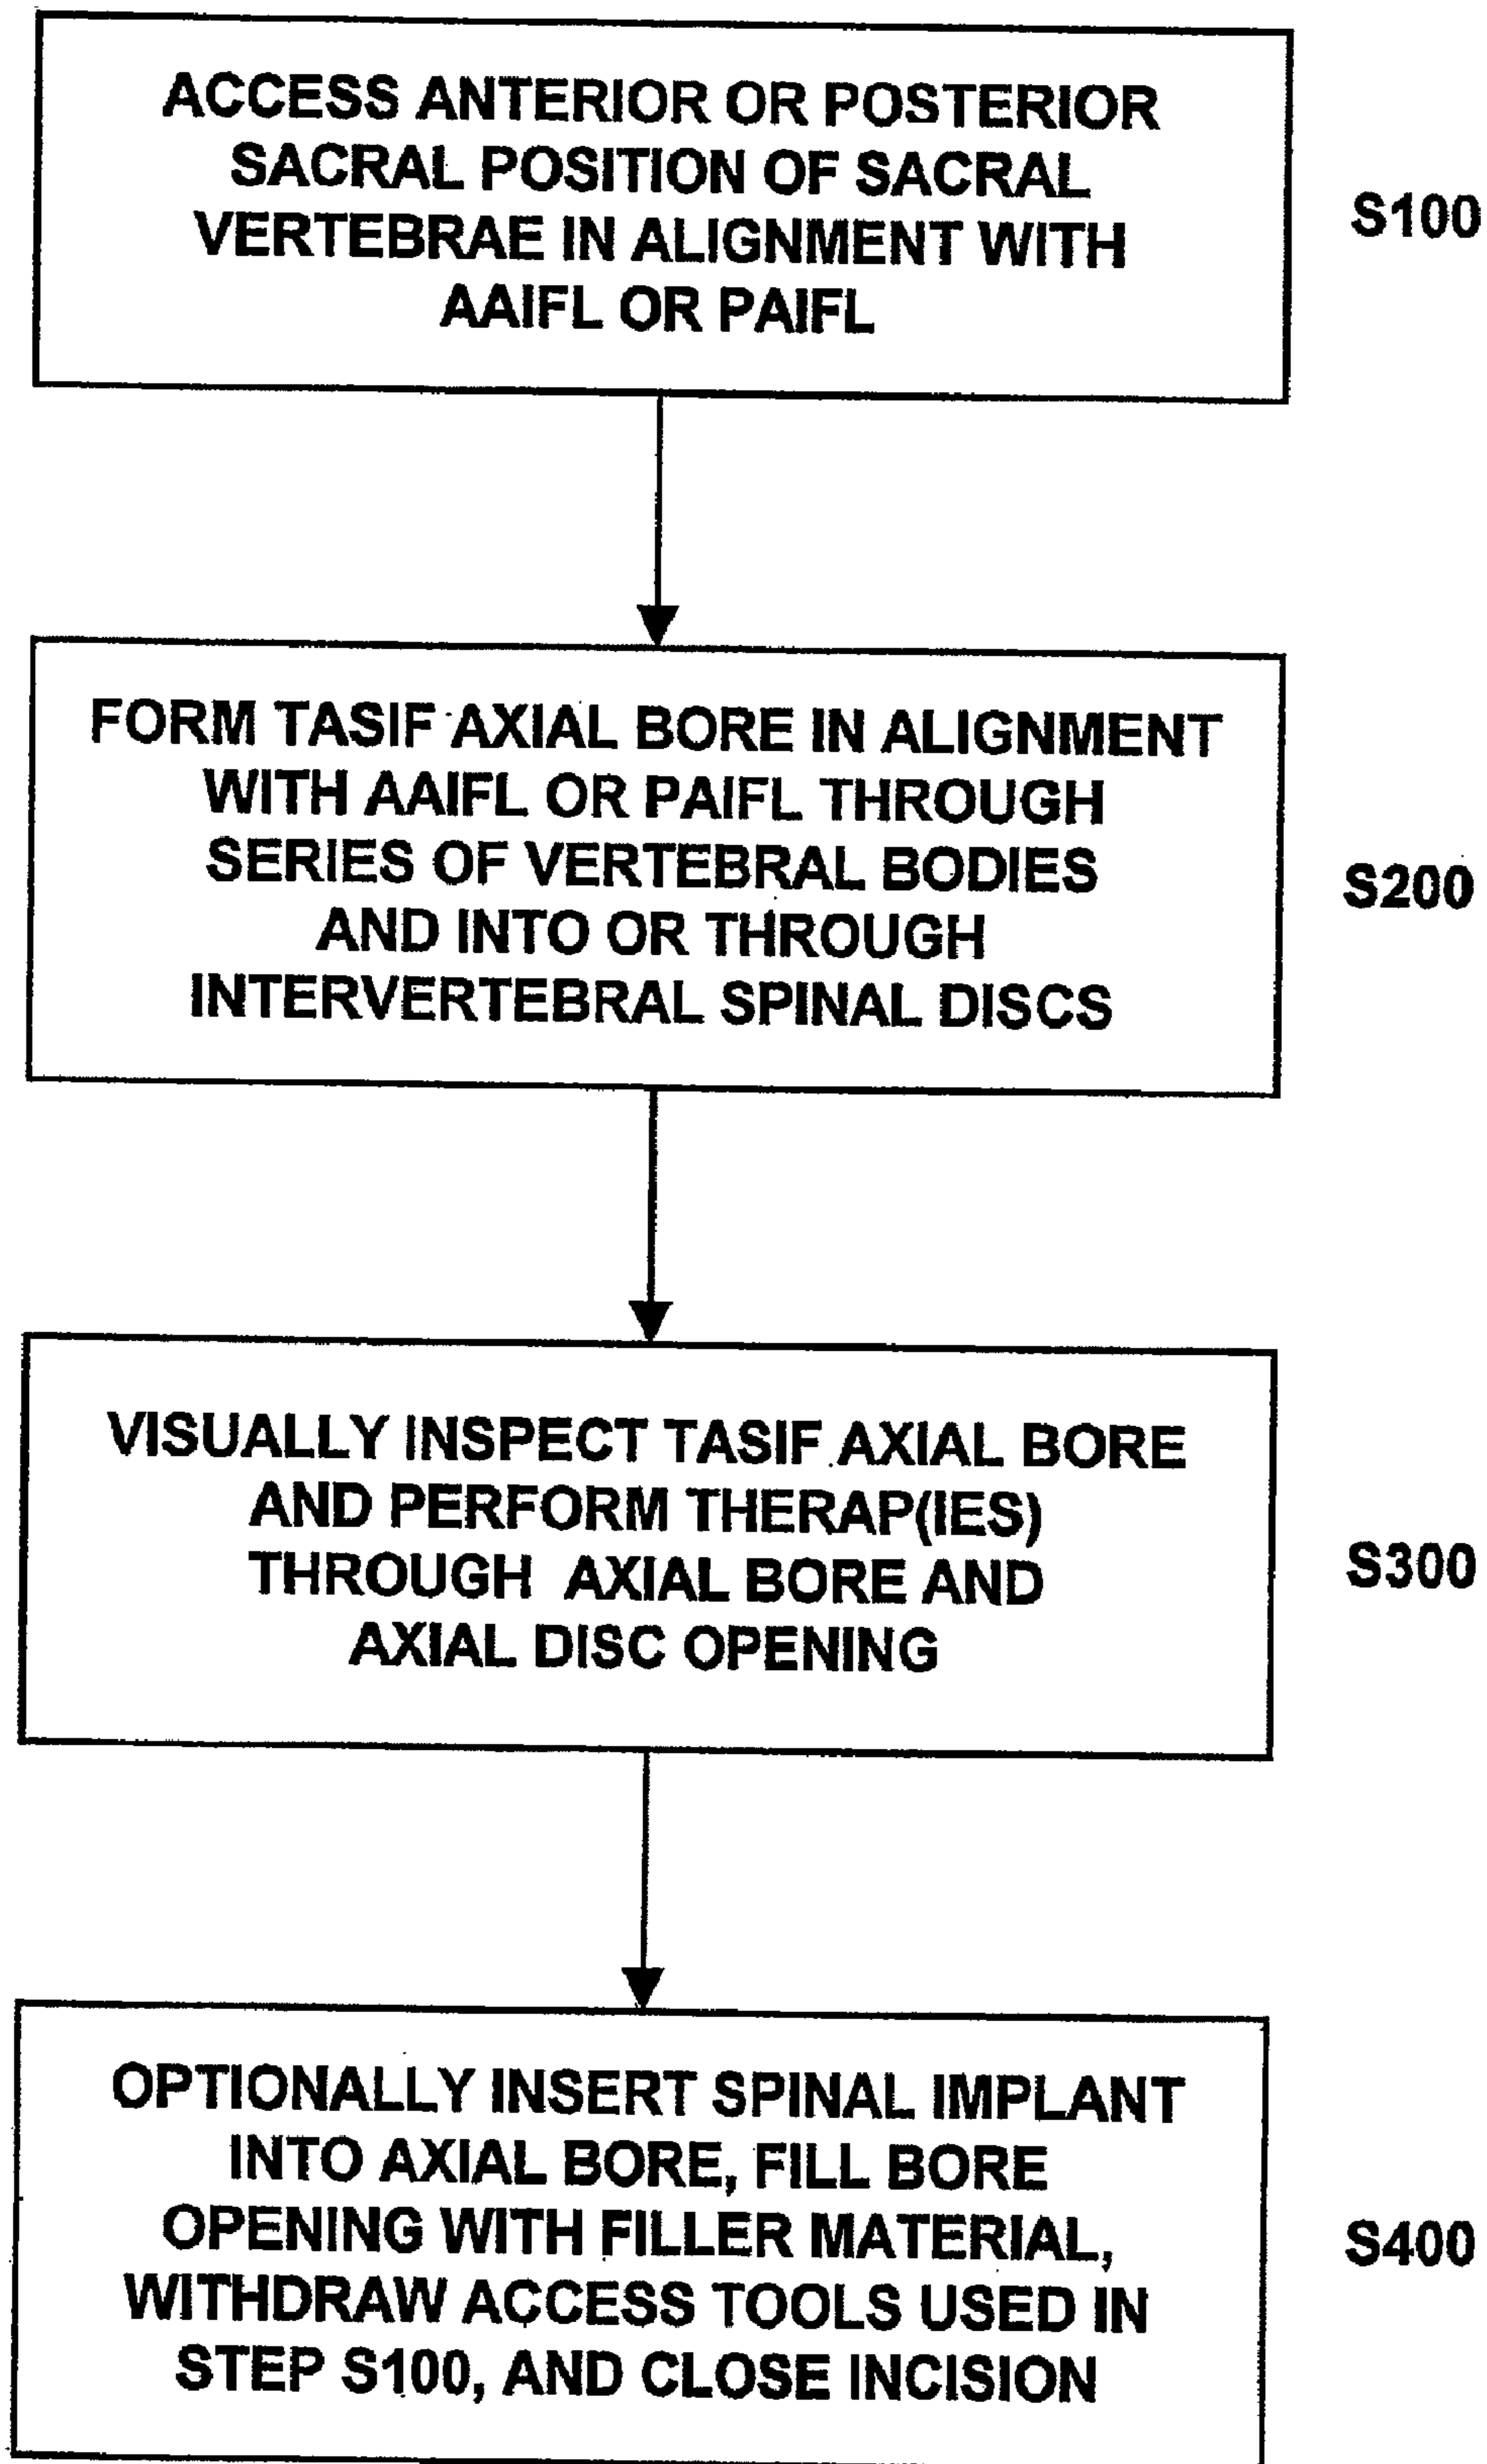 ACCESS ANTERIOR OR POSTERIOR
SACRAL POSITION OF SACRAL
VERTEBRAE IN ALIGNMENT WITH
AAIFL OR PAIFL
S100
FORM TASIF AXIAL BORE IN ALIGNMENT
WITH AAIFL OR PAIFL THROUGH
SERIES OF VERTEBRAL BODIES
AND INTO OR THROUGH
INTERVERTEBRAL SPINAL DISCS
S200
VISUALLY INSPECT TASIF AXIAL BORE
AND PERFORM THERAP(IES)
THROUGH AXIAL BORE AND
AXIAL DISC OPENING
S300
OPTIONALLY INSERT SPINAL IMPLANT
INTO AXIAL BORE, FILL BORE
OPENING WITH FILLER MATERIAL,
WITHDRAW ACCESS TOOLS USED IN
STEP S100, AND CLOSE INCISION
S400